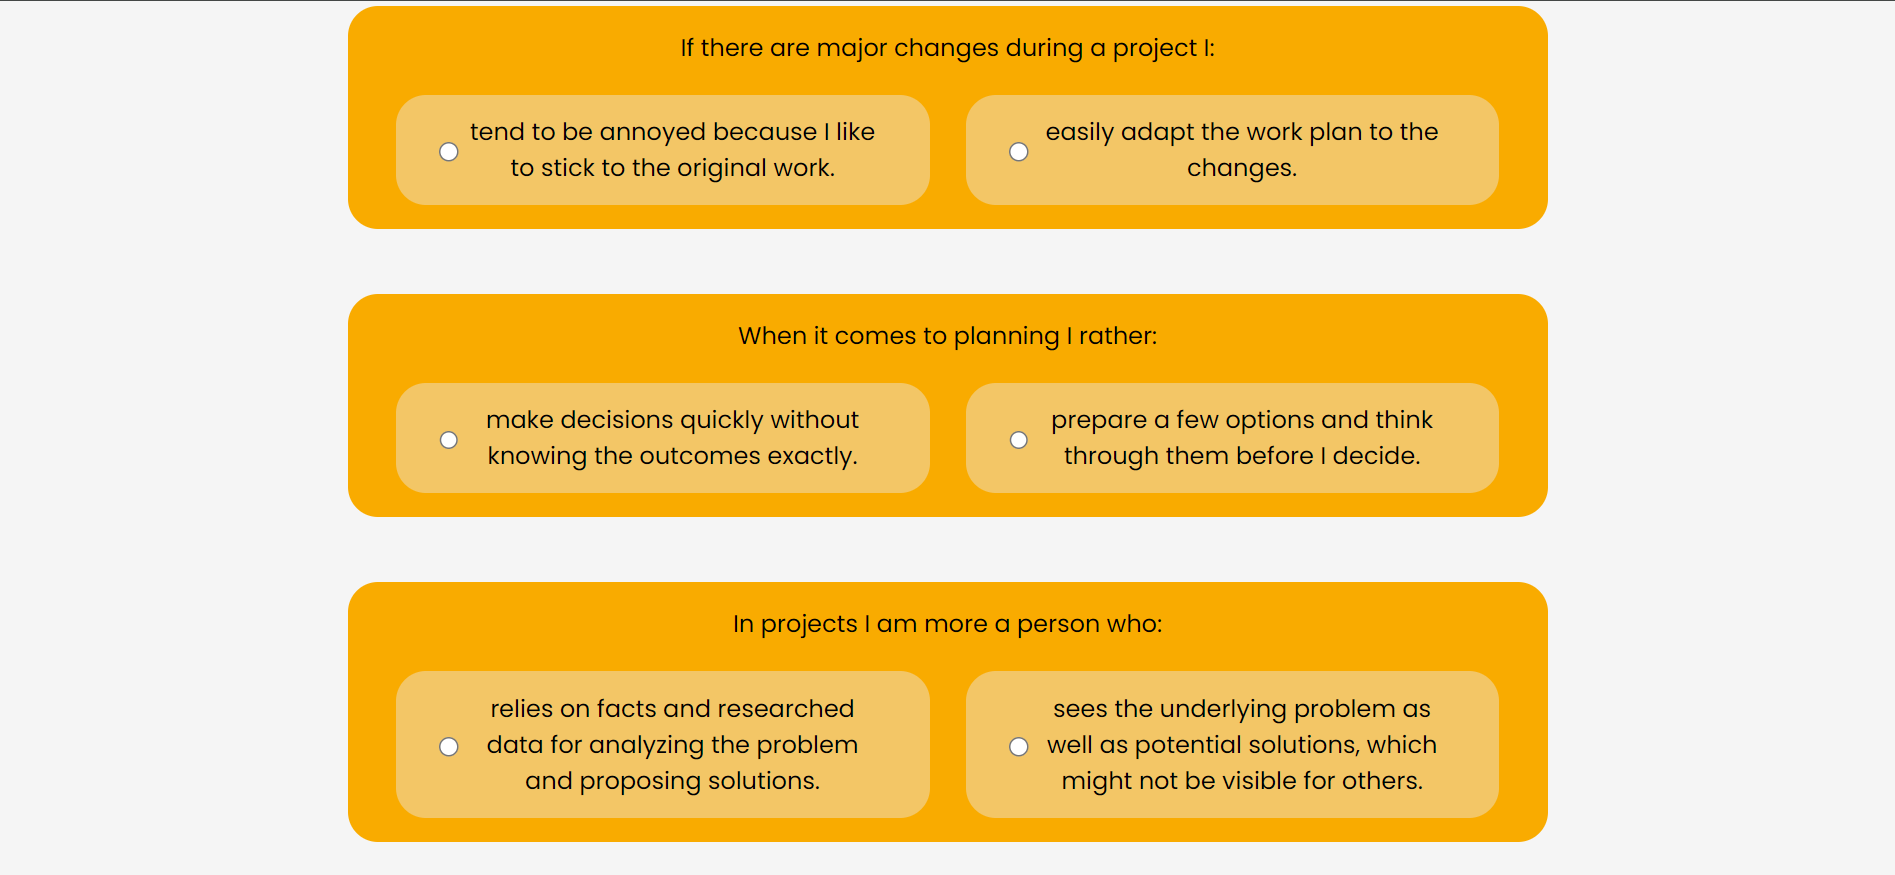 If there are major changes during a project I:
tend to be annoyed because I like
to stick to the original work.
easily adapt the work plan to the
changes.
When it comes to planning I rather:
make decisions quickly without
knowing the outcomes exactly.
prepare a few options and think
through them before I decide.
In projects I am more a person who:
relies on facts and researched
data for analyzing the problem
and proposing solutions.
sees the underlying problem as
well as potential solutions, which
might not be visible for others.